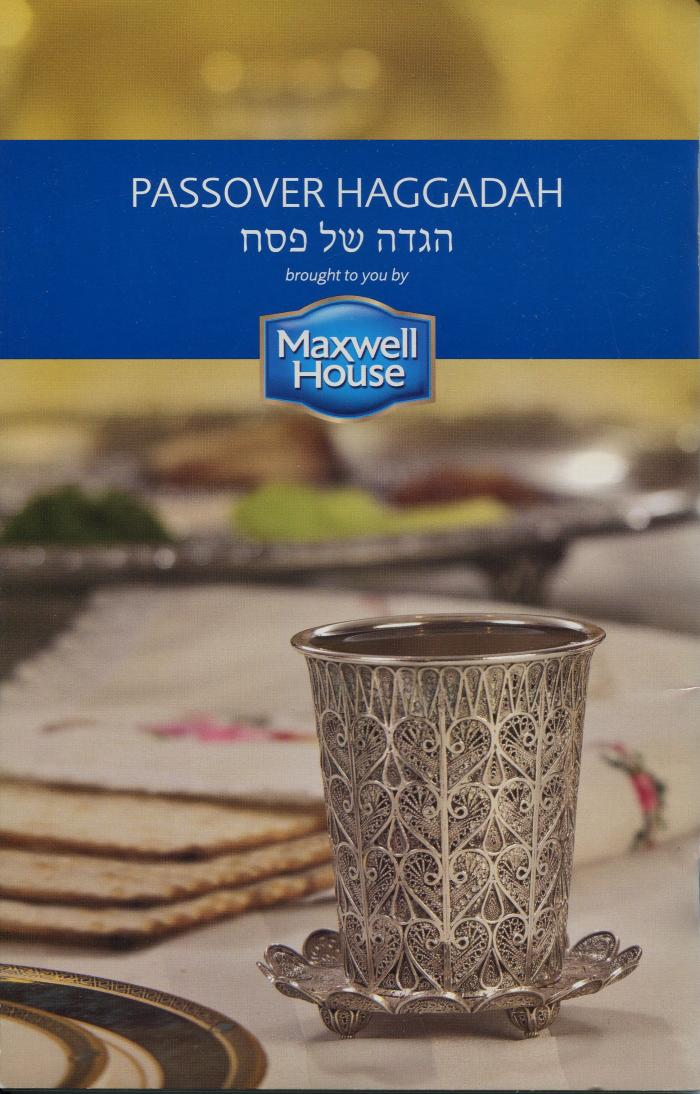 PASSOVER HAGGADAH
הגדה של פסח
brought to you by
Maxwell
House